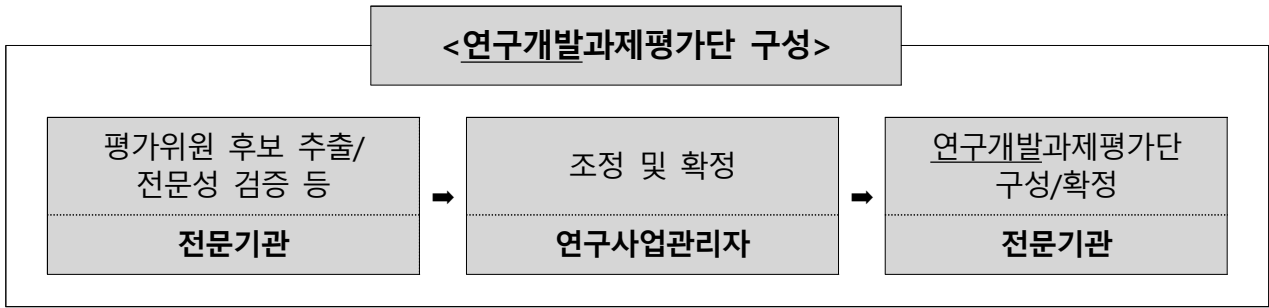 <연구개발과제평가단 구성>
평가위원 후보 추출/
전문성 검증 등
전문기관
➡
조정 및 확정
연구사업관리자
➡
연구개발과제평가단
구성/확정
전문기관